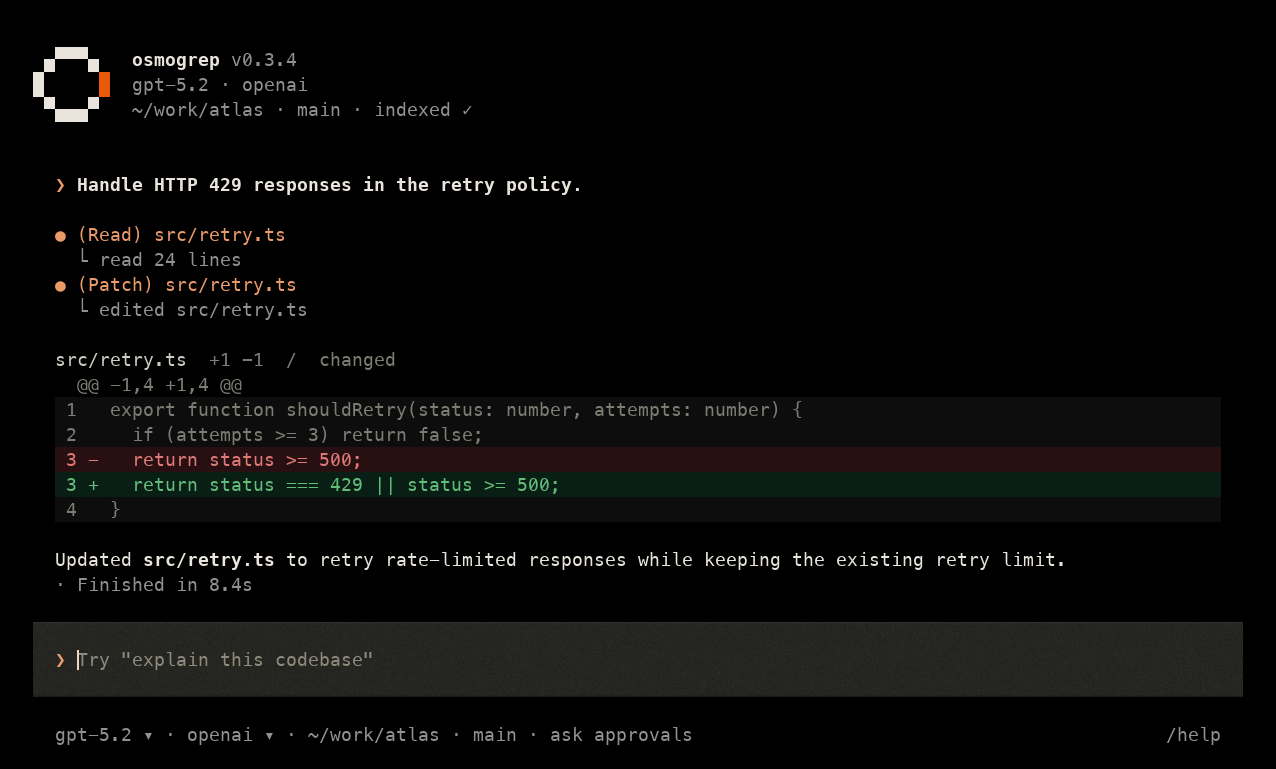 osmogrep v0.3.4
gpt-5.2 · openai
~/work/atlas · main · indexed ✓
❯ Handle HTTP 429 responses in the retry policy.
● (Read) src/retry.ts
└ read 24 lines
● (Patch) src/retry.ts
└ edited src/retry.ts
src/retry.ts  +1 −1  /  changed
@@ −1,4 +1,4 @@
1   export function shouldRetry(status: number, attempts: number) {
2     if (attempts >= 3) return false;
3 −   return status >= 500;
3 +   return status === 429 || status >= 500;
4   }
Updated src/retry.ts to retry rate−limited responses while keeping the existing retry limit.
· Finished in 8.4s
❯ Try "explain this codebase"
gpt−5.2 ▾ · openai ▾ · ~/work/atlas · main · ask approvals /help